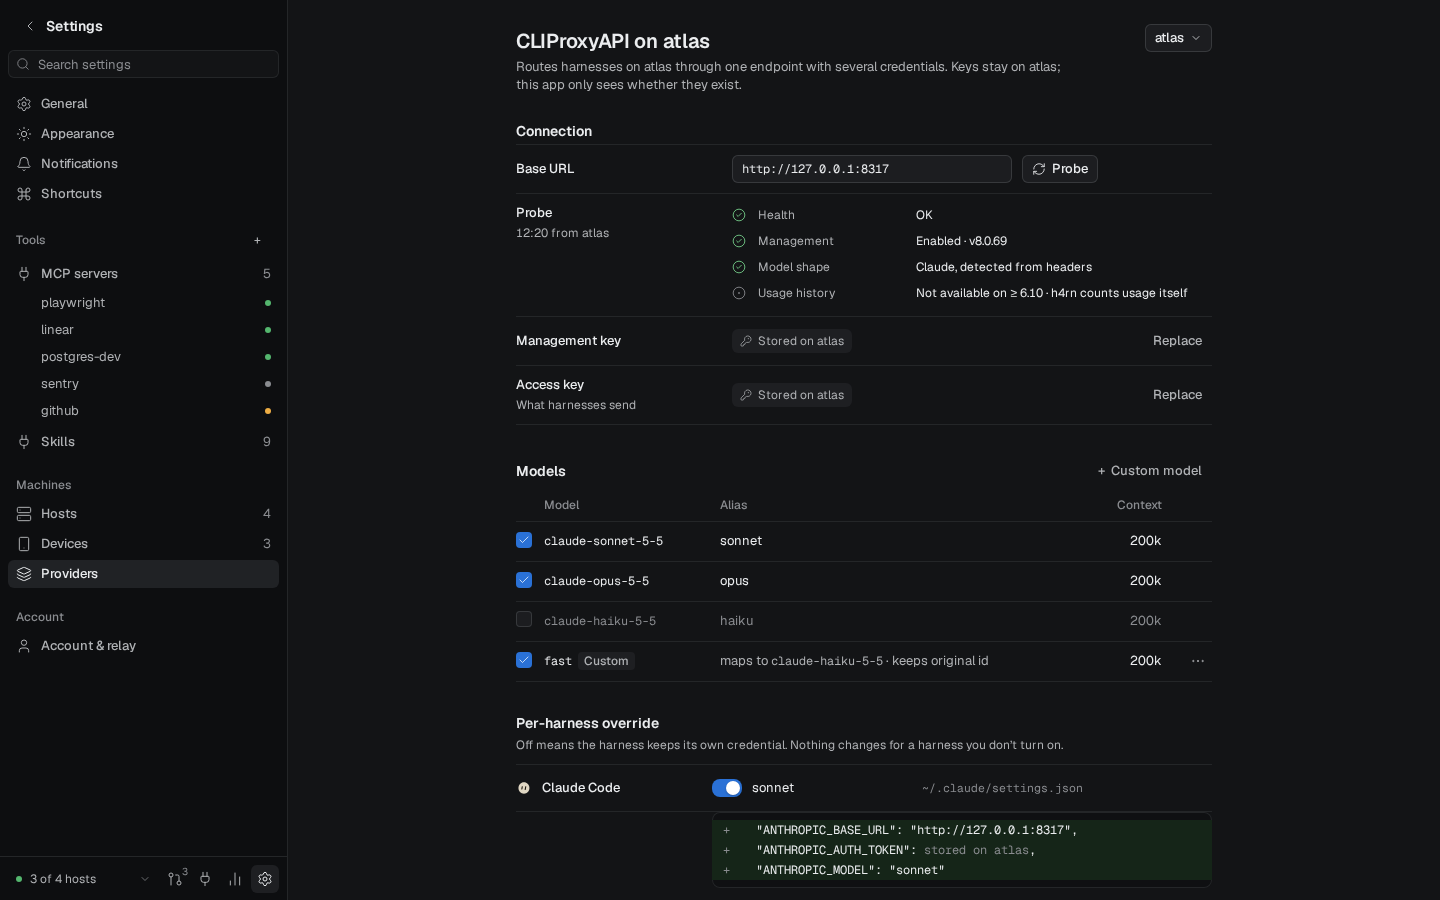 Settings
Search settings
General
Appearance
Notifications
Shortcuts
Tools +
MCP servers 5
playwright
linear
postgres-dev
sentry
github
Skills 9
Machines
Hosts 4
Devices 3
Providers
Account
Account & relay
3 of 4 hosts 3
CLIProxyAPI on atlas
atlas
Routes harnesses on atlas through one endpoint with several credentials. Keys stay on atlas;
this app only sees whether they exist.
Connection
Base URL http://127.0.0.1:8317 Probe
Probe
12:20 from atlas
Health OK
Management Enabled · v8.0.69
Model shape Claude, detected from headers
Usage history Not available on ≥ 6.10 · h4rn counts usage itself
Management key Stored on atlas Replace
Access key
What harnesses send
Stored on atlas Replace
Models + Custom model
Model Alias Context
claude-sonnet-5-5 sonnet 200k
claude-opus-5-5 opus 200k
claude-haiku-5-5 haiku 200k
fast Custom maps to claude-haiku-5-5 · keeps original id 200k ···
Per-harness override
Off means the harness keeps its own credential. Nothing changes for a harness you don't turn on.
Claude Code sonnet ~/.claude/settings.json
+ "ANTHROPIC_BASE_URL": "http://127.0.0.1:8317",
+ "ANTHROPIC_AUTH_TOKEN": stored on atlas,
+ "ANTHROPIC_MODEL": "sonnet"